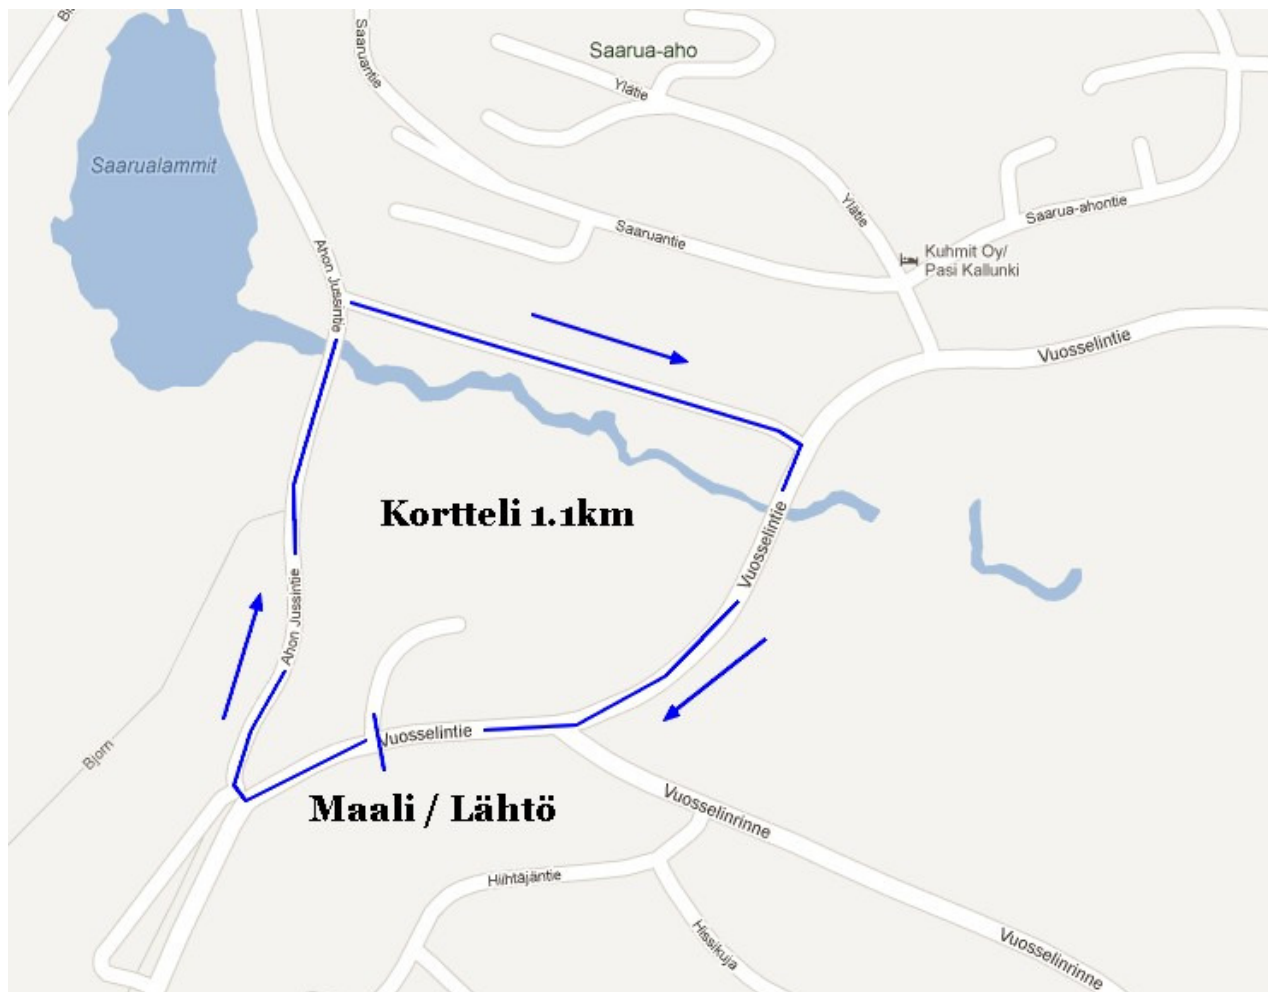 Bj
Saaruantie
Saarua-aho
Ylätie
Saarualammit
Ylätie
Saarua-ahontie
Saaruantie
Kuhmit Oy/
Pasi Kallunki
Ahon Jussintie
Vuosselintie
Kortteli 1.1km
Vuosselintie
Ahon Jussintie
Vuosselintie
Bjorn
Maali / Lähtö
Vuosselinrinne
Hiihtäjäntie
Hissikuja
Vuosselinrinne